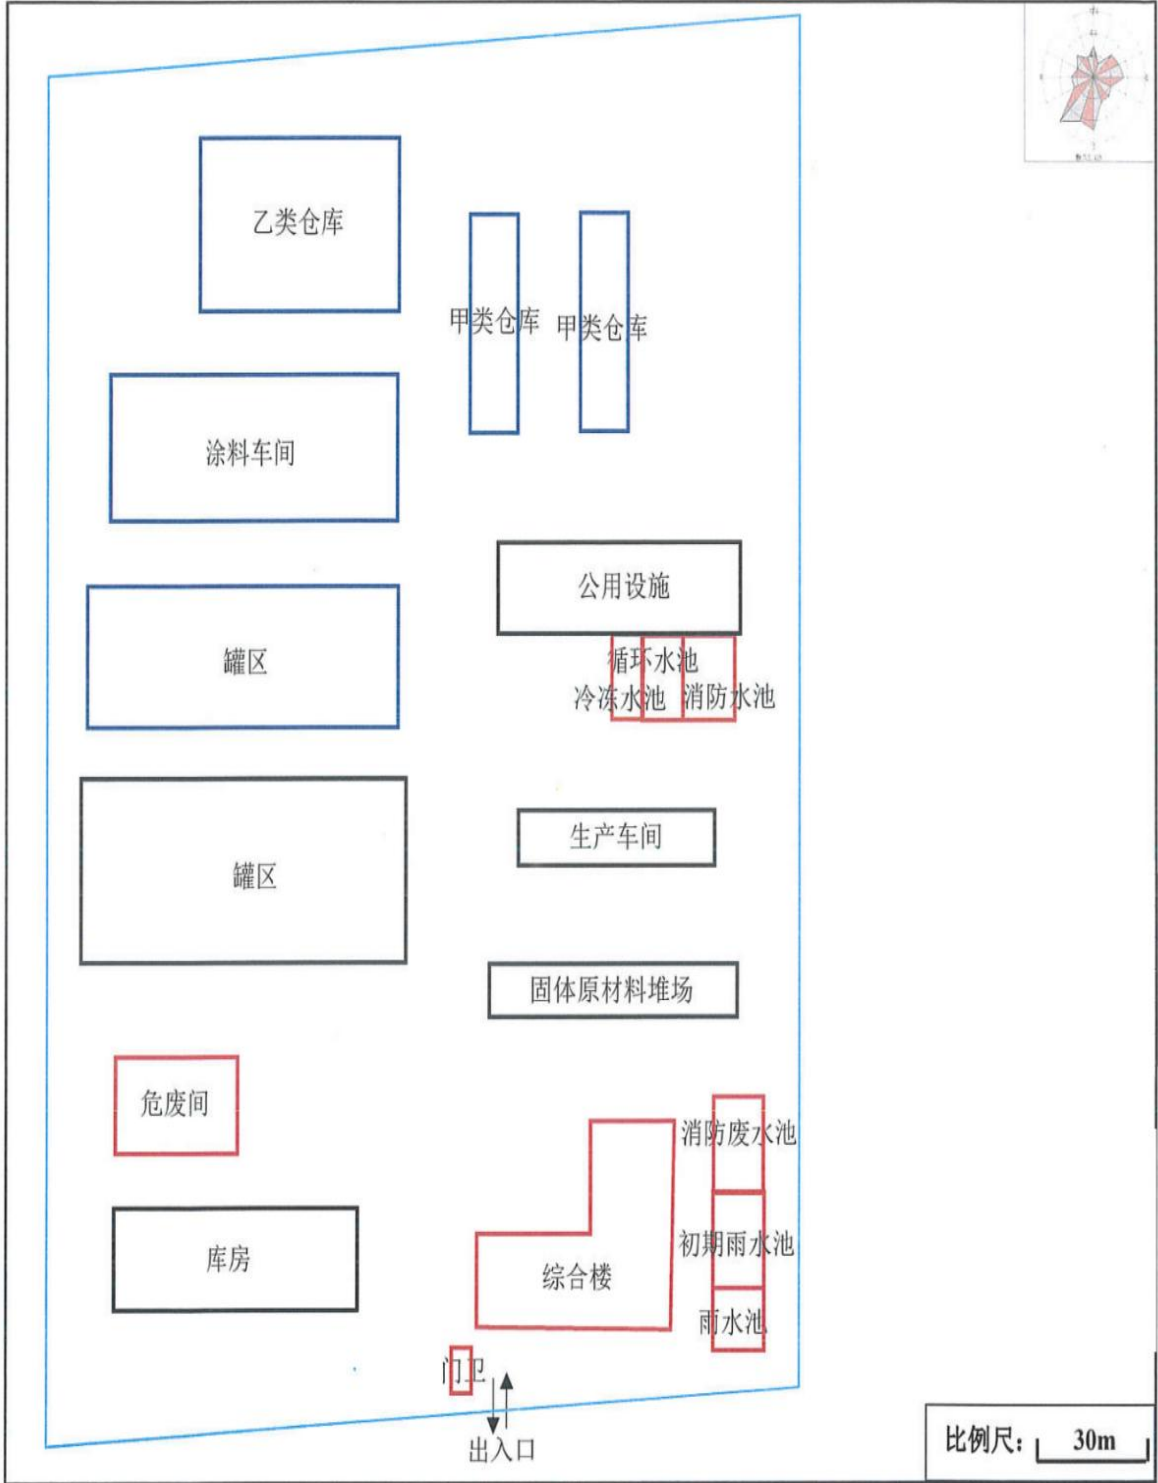 乙类仓库
甲类仓库
甲类仓库
涂料车间
公用设施
罐区
循环水池
冷冻水池
消防水池
生产车间
罐区
固体原材料堆场
危废间
消防废水池
初期雨水池
库房
综合楼
雨水池
门卫
出入口
比例尺: 30m